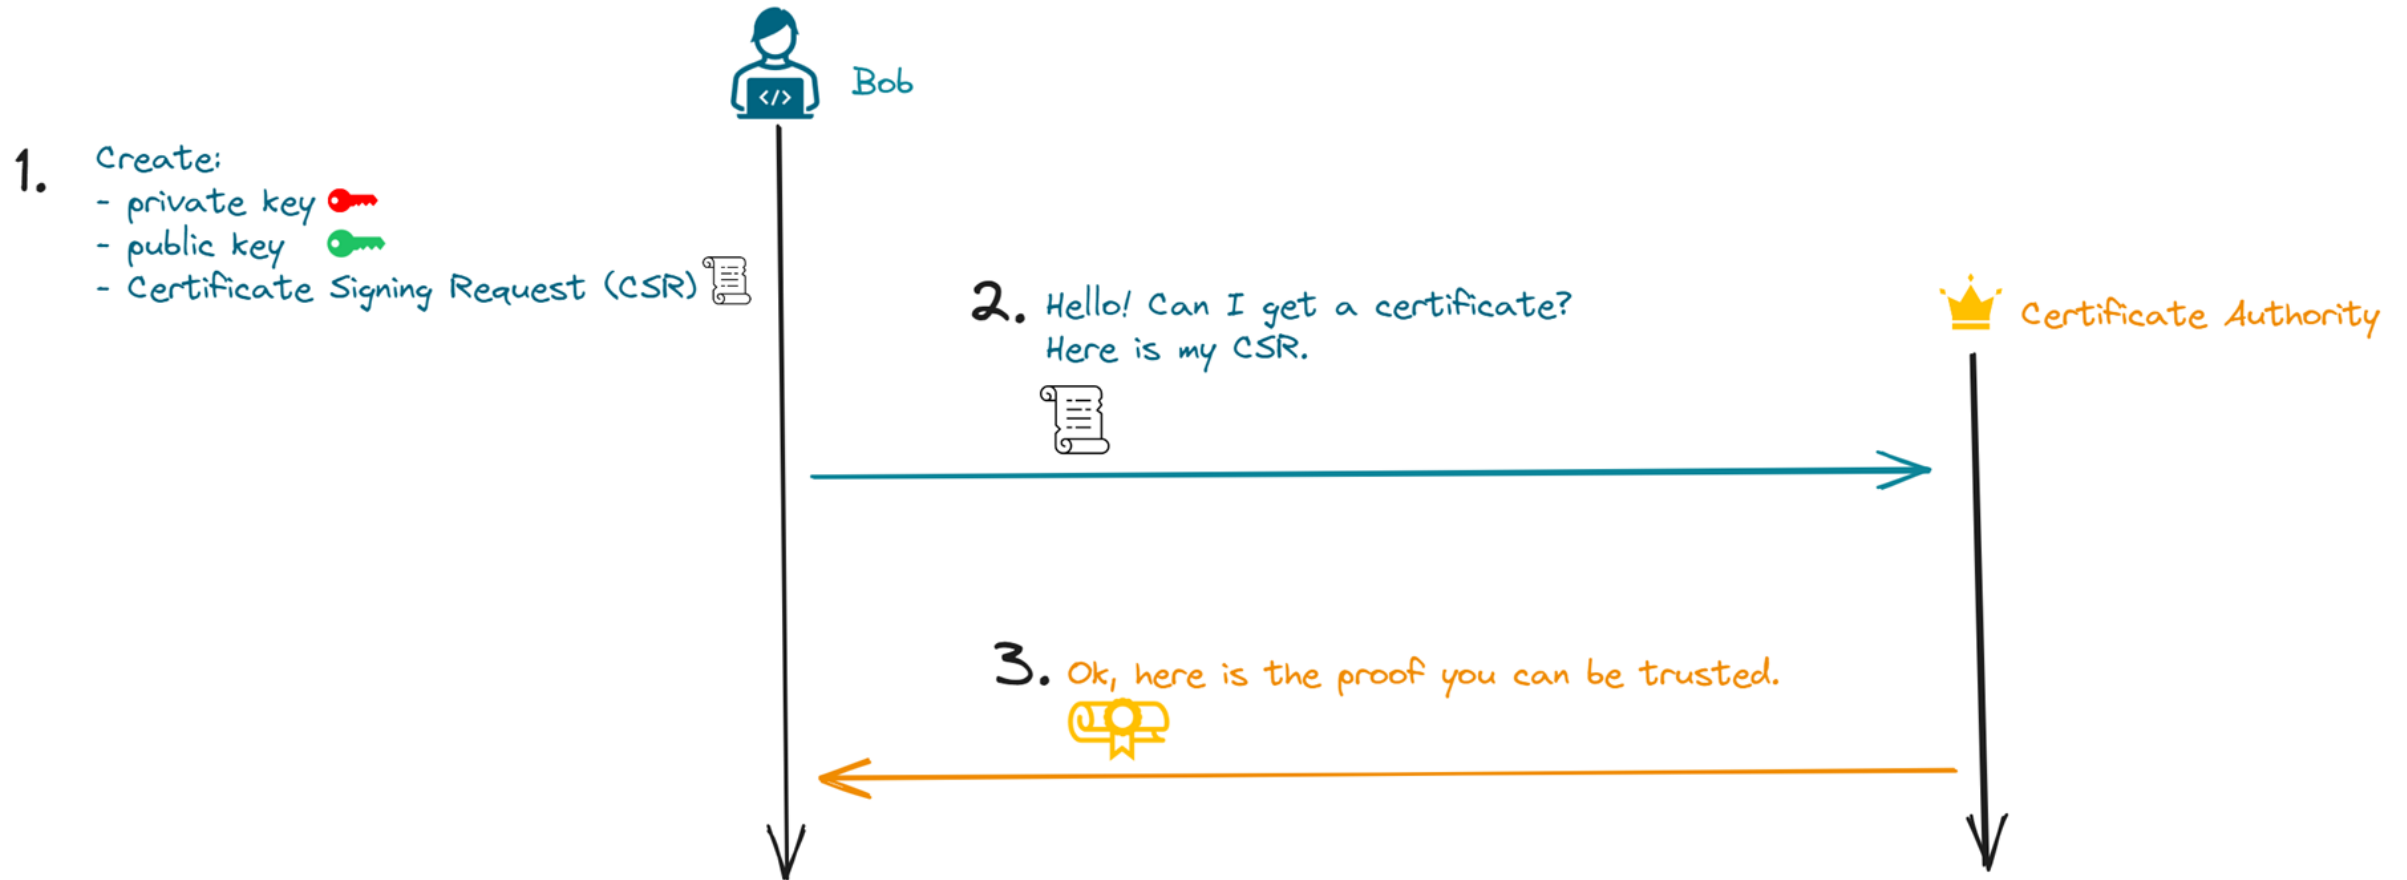 Bob
</>
1.
Create:
- private key
- public key
- Certificate Signing Request (CSR)
2.
Hello! Can I get a certificate?
Here is my CSR.
Certificate Authority
3.
Ok, here is the proof you can be trusted.